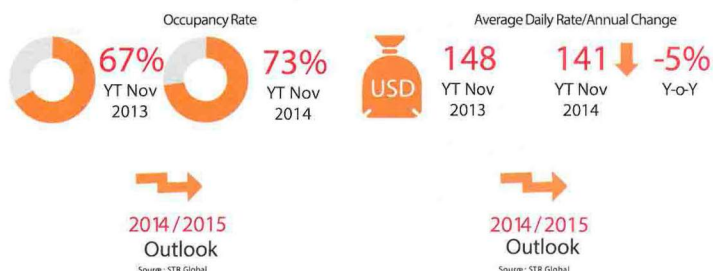 Occupancy Rate
67%
YT Nov
2013
73%
YT Nov
2014
2014/2015
Outlook
Source: STR Global
Average Daily Rate/Annual Change
USD
148
YT Nov
2013
141
YT Nov
2014
-5%
Y-o-Y
2014/2015
Outlook
Source: STR Global